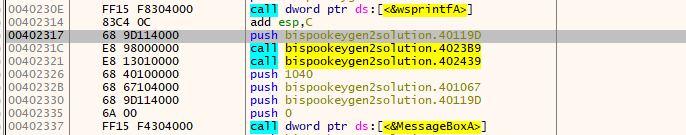 0040230E FF15 F8304000 call dword ptr ds:[<&wsprintfA>]
00402314 83C4 0C add esp,C
00402317 68 9D114000 push bispookeygen2solution.40119D
0040231C E8 98000000 call bispookeygen2solution.4023B9
00402321 E8 13010000 call bispookeygen2solution.402439
00402326 68 40100000 push 1040
0040232B 68 67104000 push bispookeygen2solution.401067
00402330 68 9D114000 push bispookeygen2solution.40119D
00402335 6A 00 push 0
00402337 FF15 F4304000 call dword ptr ds:[<&MessageBoxA>]